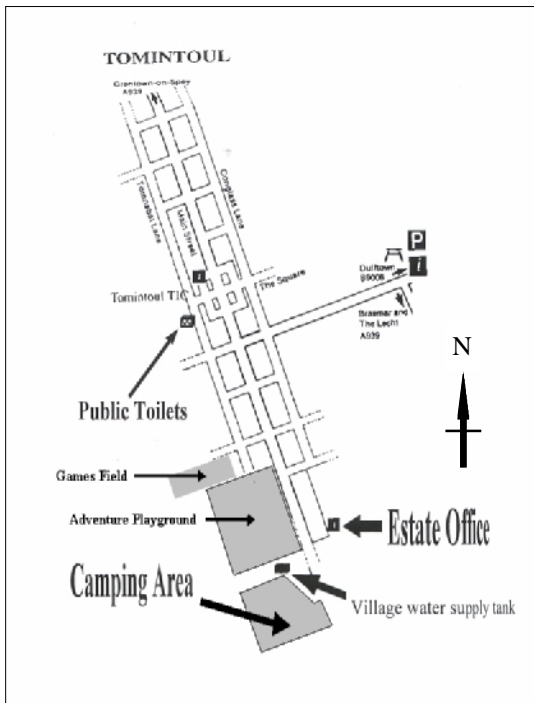 TOMINTOUL
Grantown-on-Spey
A939
Tomnabat Lane
Main Street
Conglass Lane
i
The Square
Tomintoul TIC
P
Dufftown
B9008
i
Braemar and
The Lecht
A939
N
Public Toilets
Games Field
Adventure Playground
Estate Office
Camping Area
Village water supply tank